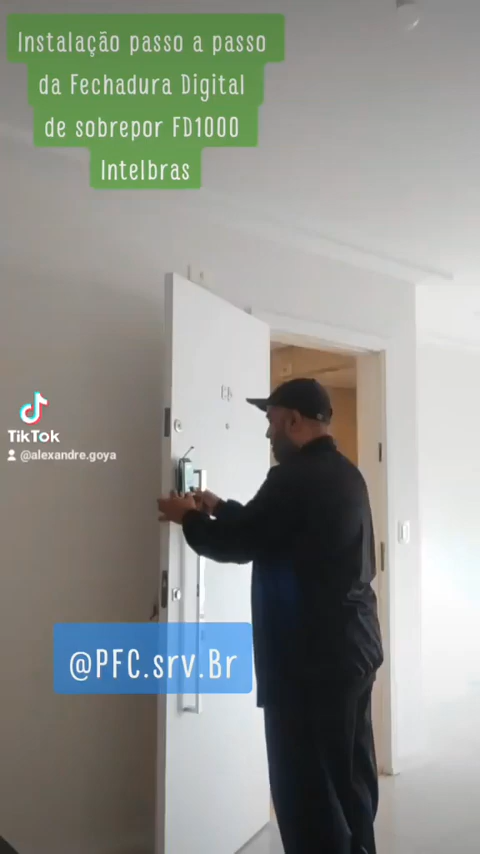 Instalação passo a passo
da Fechadura Digital
de sobrepor FD1000
Intelbras
TikTok
@alexandre.goya
@PFC.srv.Br